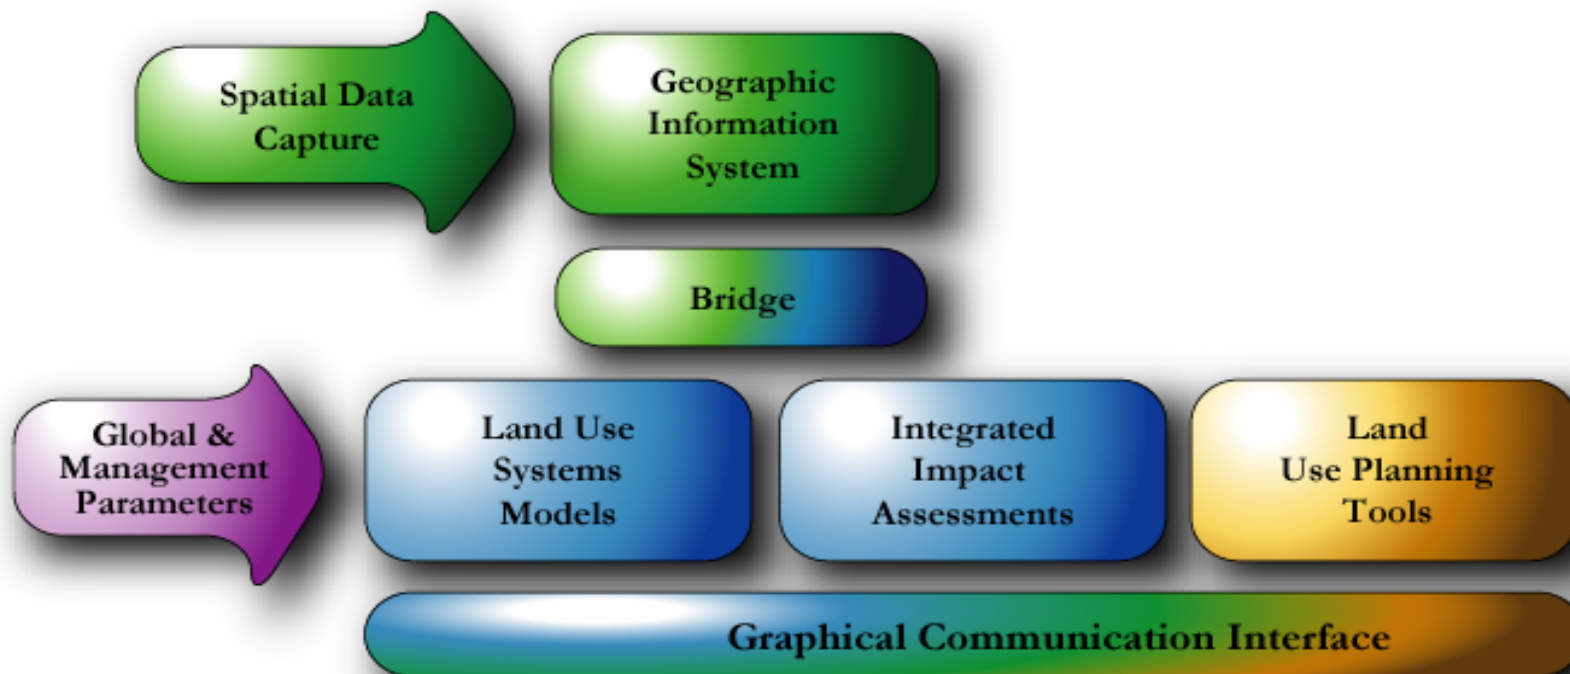 Spatial Data
Capture
Geographic
Information
System
Bridge
Global &
Management
Parameters
Land Use
Systems
Models
Integrated
Impact
Assessments
Land
Use Planning
Tools
Graphical Communication Interface